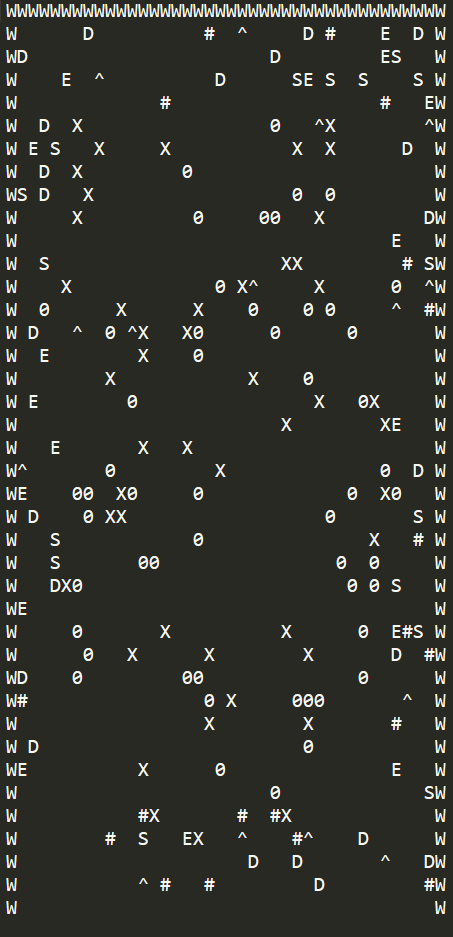 WWWWWWWWWWWWWWWWWWWWWWWWWWWWWWWWWWWWWWWW
W      D          #  ^     D #    E  D W
WD                      D         ES   W
W    E  ^          D      SE S  S    S W
W             #                   #   EW
W  D  X                 0   ^X        ^W
W E S   X     X           X  X      D  W
W  D  X         0                      W
WS D   X                  0  0         W
W     X          0     00   X         DW
W                                  E   W
W  S                     XX         # SW
W    X             0 X^     X      0  ^W
W  0      X      X    0    0 0     ^  #W
W D   ^  0 ^X   X0      0      0       W
W  E        X    0                     W
W        X            X    0           W
W E        0                X   0X     W
W                        X        XE   W
W   E       X   X                      W
W^       0         X              0  D W
WE    00  X0     0             0  X0   W
W D    0 XX                  0       S W
W   S            0               X   # W
W   S       00                0  0     W
W   DX0                        0 0 S   W
WE                                     W
W     0       X          X      0  E#S W
W      0   X      X        X       D  #W
WD    0         00              0      W
W#                0 X     000       ^  W
W                 X        X       #   W
W D                        0           W
WE          X      0               E   W
W                       0             SW
W           #X       #  #X             W
W        #  S   EX   ^    #^    D      W
W                     D   D       ^   DW
W           ^ #   #         D         #W
W                                      W